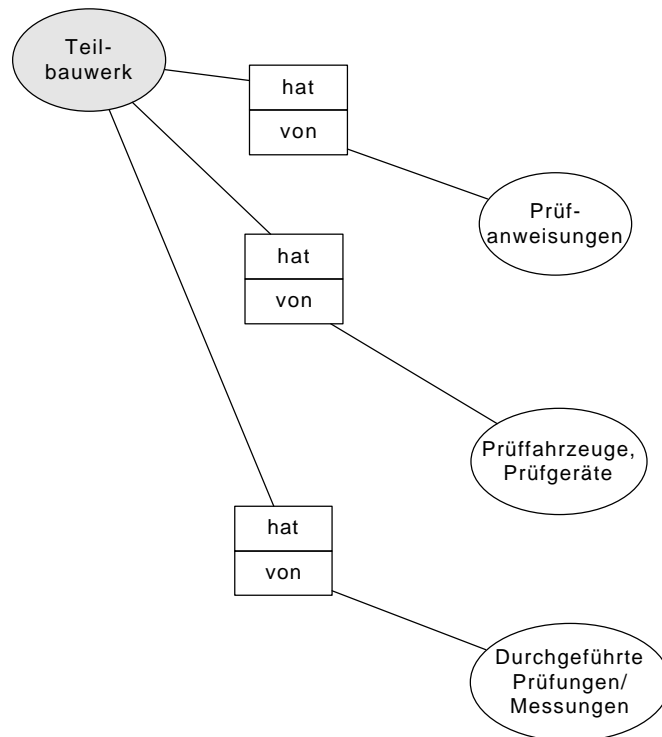 Teil-
bauwerk
hat
von
Prüf-
anweisungen
hat
von
Prüffahrzeuge,
Prüfgeräte
hat
von
Durchgeführte
Prüfungen/
Messungen